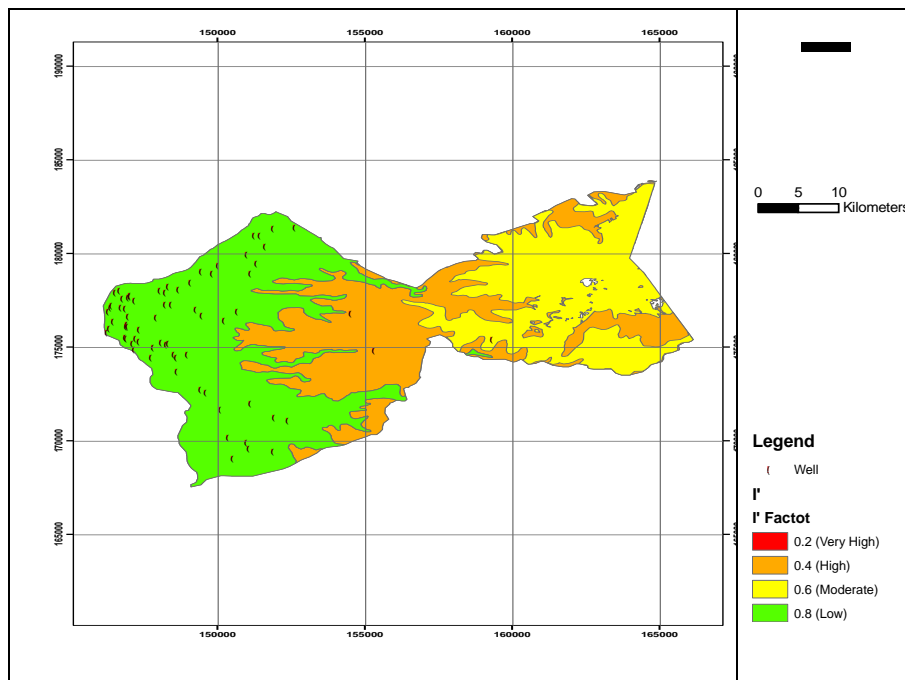 150000 155000 160000 165000
190000
185000
180000
175000
170000
165000
150000 155000 160000 165000
0 5 10
Kilometers
Legend
Well
I'
I' Factot
0.2 (Very High)
0.4 (High)
0.6 (Moderate)
0.8 (Low)